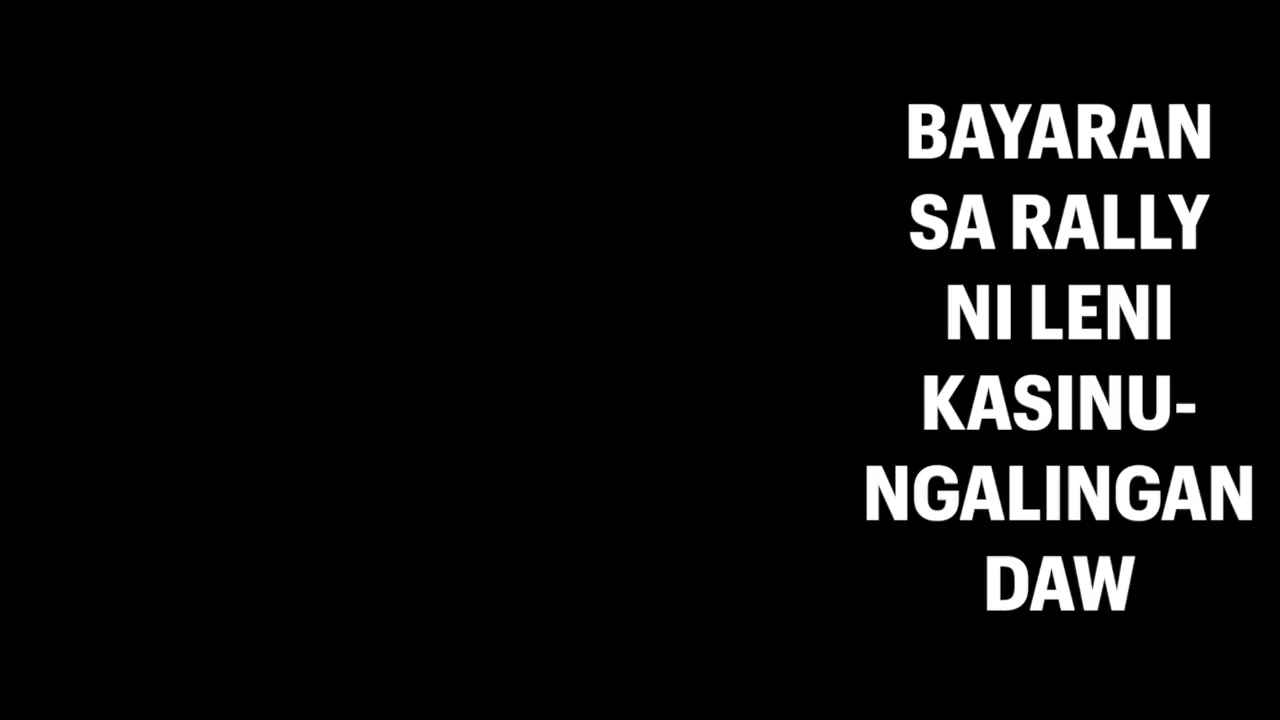 BAYARAN
SA RALLY
NI LENI
KASINU-
NGALINGAN
DAW